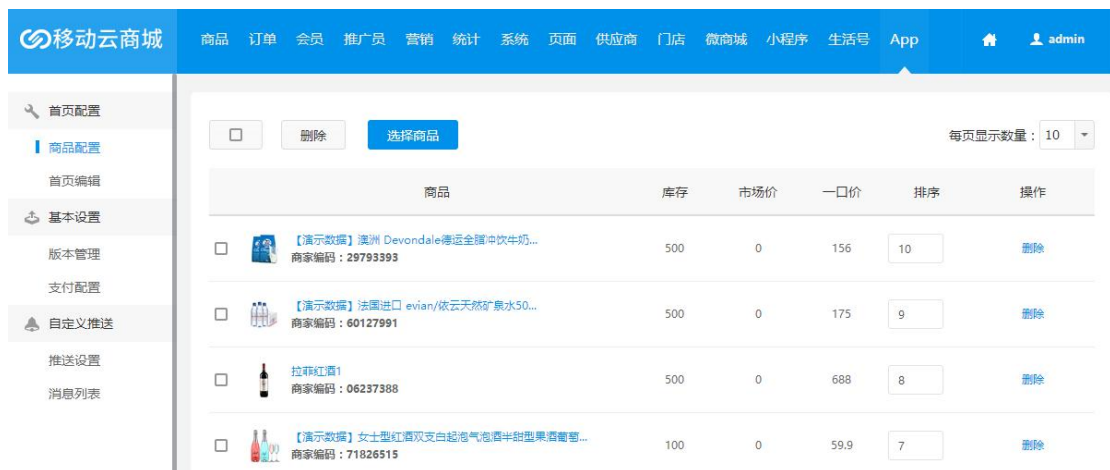 移动云商城
商品 订单 会员 推广员 营销 统计 系统 页面 供应商 门店 微商城 小程序 生活号 App admin
首页配置
商品配置
首页编辑
基本设置
版本管理
支付配置
自定义推送
推送设置
消息列表
删除 选择商品 每页显示数量：10
商品 库存 市场价 一口价 排序 操作
【演示数据】澳洲 Devondale德运全脂冲饮牛奶... 500 0 156 10 删除
商家编码：29793393
【演示数据】法国进口 evian/依云天然矿泉水50... 500 0 175 9 删除
商家编码：60127991
拉菲红酒1 500 0 688 8 删除
商家编码：06237388
【演示数据】女士型红酒双支白起泡气泡酒半甜型果酒葡萄... 100 0 59.9 7 删除
商家编码：71826515